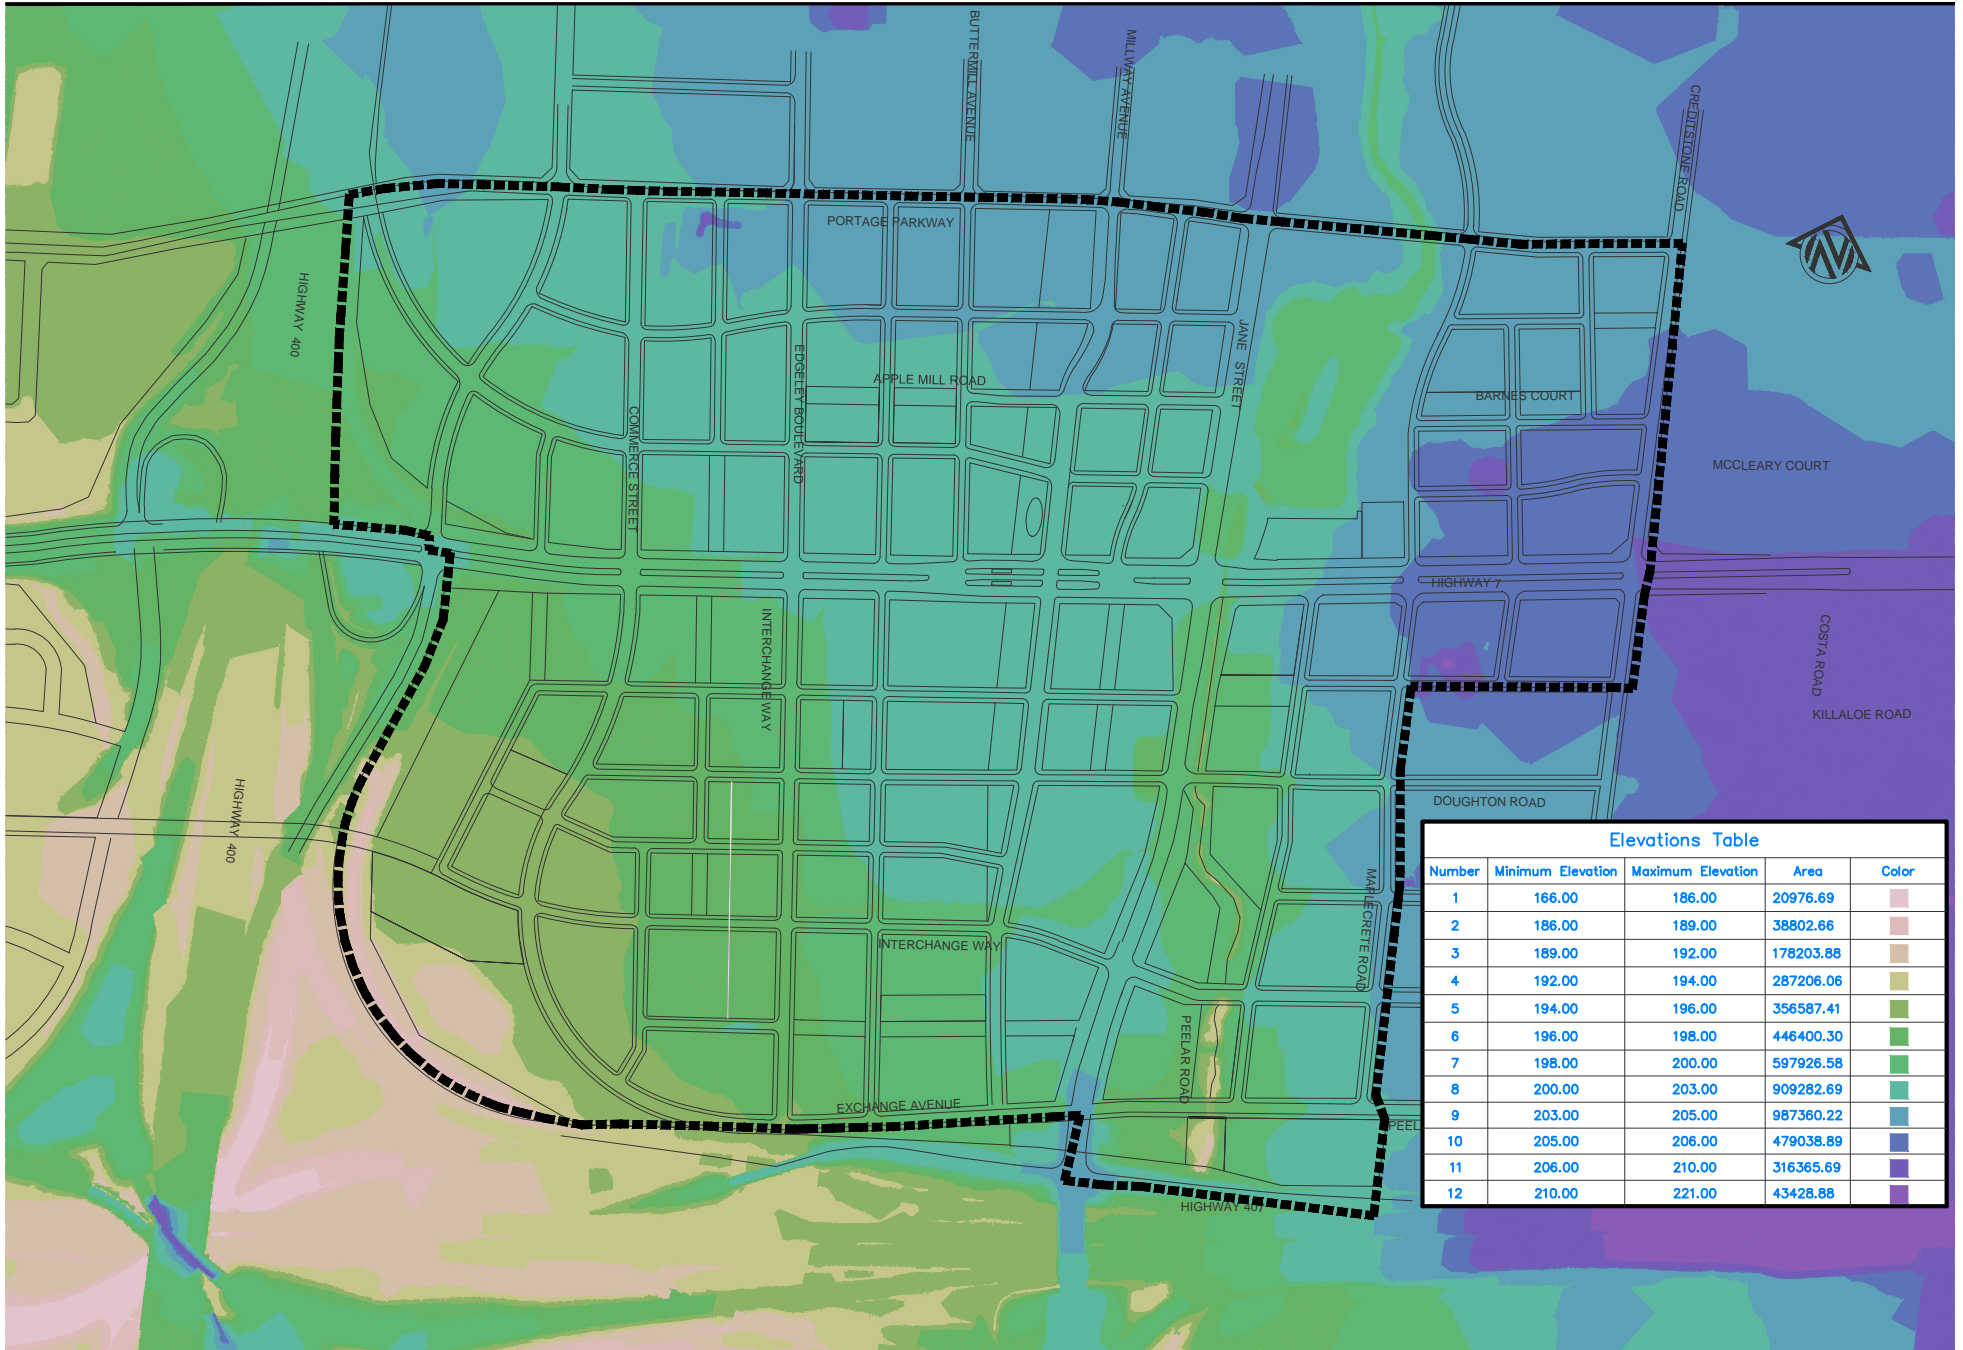 BUTTERMILL AVENUE
MILLWAY AVENUE
CREDITSTONE ROAD
PORTAGE PARKWAY
HIGHWAY 400
JANE STREET
EDGELEY BOULEVARD
APPLE MILL ROAD
BARNES COURT
COMMERCE STREET
MCCLEARY COURT
HIGHWAY 7
INTERCHANGE WAY
COSTA ROAD
KILLALOE ROAD
HIGHWAY 400
DOUGHTON ROAD
MAPLECRETE ROAD
INTERCHANGE WAY
PEELAR ROAD
EXCHANGE AVENUE
PEEL
HIGHWAY 407
Elevations Table
Number Minimum Elevation Maximum Elevation Area Color
1 166.00 186.00 20976.69
2 186.00 189.00 38802.66
3 189.00 192.00 178203.88
4 192.00 194.00 287206.06
5 194.00 196.00 356587.41
6 196.00 198.00 446400.30
7 198.00 200.00 597926.58
8 200.00 203.00 909282.69
9 203.00 205.00 987360.22
10 205.00 206.00 479038.89
11 206.00 210.00 316365.69
12 210.00 221.00 43428.88